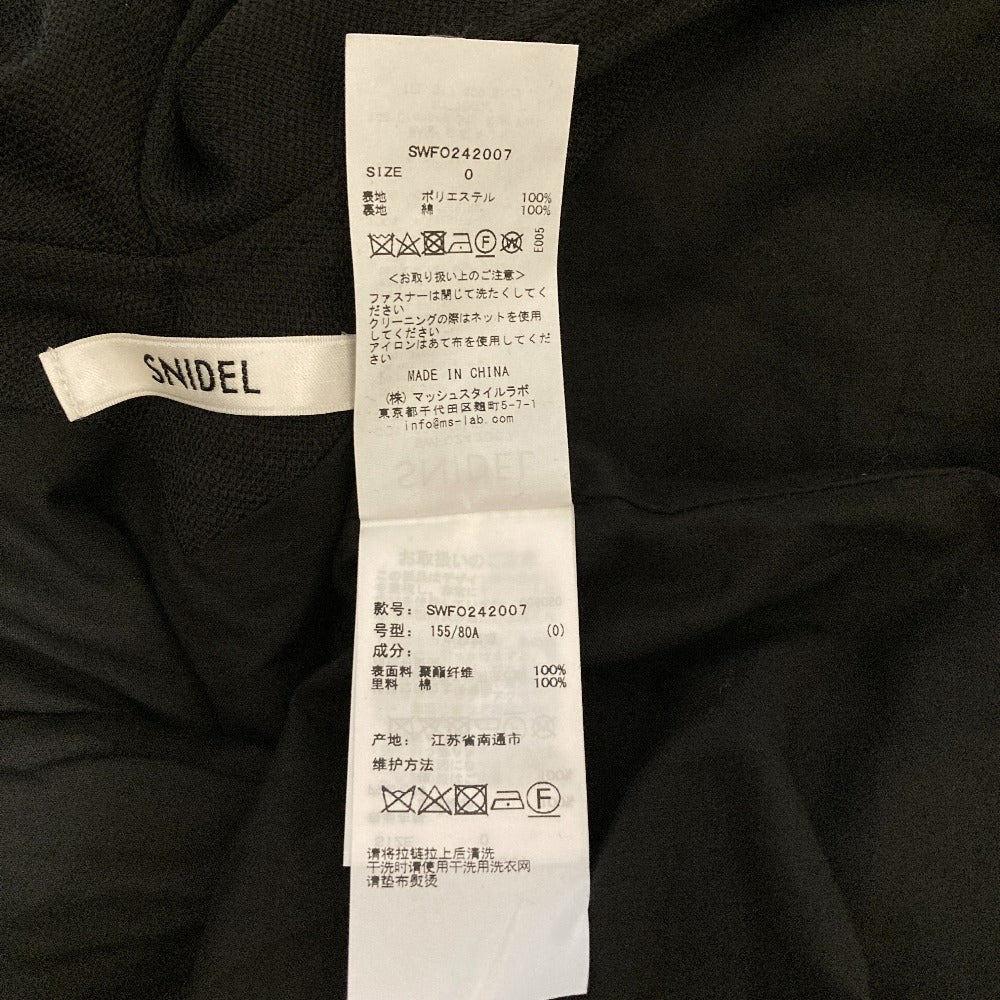 SWFO242007
SIZE 0
表地 ポリエステル 100%
裏地 綿 100%
E005
<お取り扱い上のご注意>
ファスナーは閉じて洗たくしてく
ださい
クリーニングの際はネットを使用
してください
アイロンはあて布を使用してくだ
さい
MADE IN CHINA
(株) マッシュスタイルラボ
東京都千代田区麹町5-7-1
info@ms-lab.com
SNIDEL
款号: SWFO242007
号型: 155/80A (0)
成分:
表面料 聚酯纤维 100%
里料 棉 100%
产地: 江苏省南通市
维护方法
请将拉链拉上后清洗
干洗时请使用干洗用洗衣网
请垫布熨烫